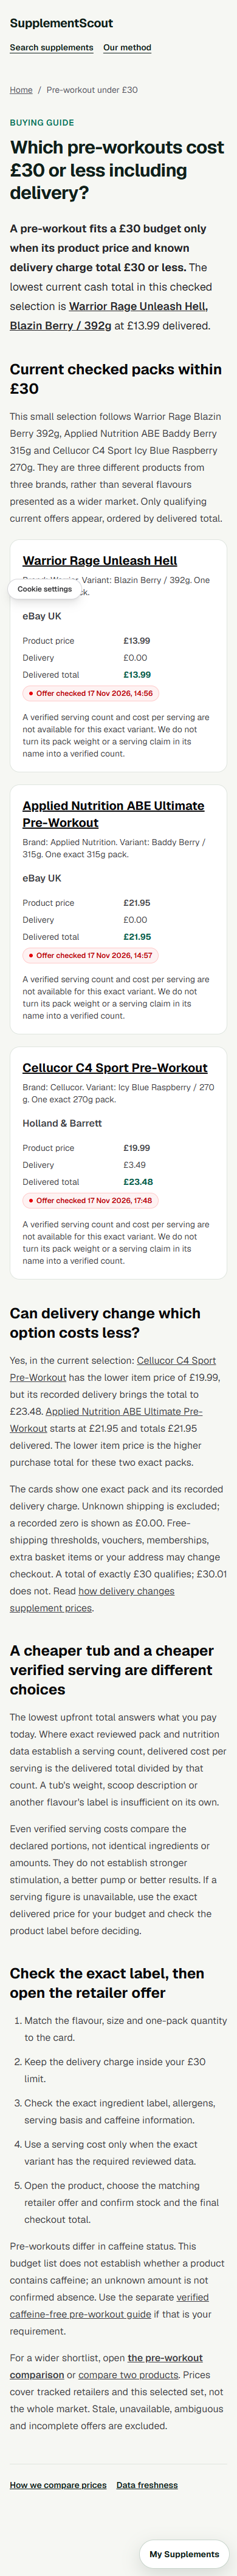 SupplementScout
Search supplements Our method
Home / Pre-workout under £30
BUYING GUIDE
Which pre-workouts cost
£30 or less including
delivery?
A pre-workout fits a £30 budget only
when its product price and known
delivery charge total £30 or less. The
lowest current cash total in this checked
selection is Warrior Rage Unleash Hell,
Blazin Berry / 392g at £13.99 delivered.
Current checked packs within
£30
This small selection follows Warrior Rage Blazin
Berry 392g, Applied Nutrition ABE Baddy Berry
315g and Cellucor C4 Sport Icy Blue Raspberry
270g. They are three different products from
three brands, rather than several flavours
presented as a wider market. Only qualifying
current offers appear, ordered by delivered total.
Warrior Rage Unleash Hell
Variant: Blazin Berry / 392g. One
Cookie settings
eBay UK
Product price £13.99
Delivery £0.00
Delivered total £13.99
Offer checked 17 Nov 2026, 14:56
A verified serving count and cost per serving are
not available for this exact variant. We do not
turn its pack weight or a serving claim in its
name into a verified count.
Applied Nutrition ABE Ultimate
Pre-Workout
Brand: Applied Nutrition. Variant: Baddy Berry /
315g. One exact 315g pack.
eBay UK
Product price £21.95
Delivery £0.00
Delivered total £21.95
Offer checked 17 Nov 2026, 14:57
A verified serving count and cost per serving are
not available for this exact variant. We do not
turn its pack weight or a serving claim in its
name into a verified count.
Cellucor C4 Sport Pre-Workout
Brand: Cellucor. Variant: Icy Blue Raspberry / 270
g. One exact 270g pack.
Holland & Barrett
Product price £19.99
Delivery £3.49
Delivered total £23.48
Offer checked 17 Nov 2026, 17:48
A verified serving count and cost per serving are
not available for this exact variant. We do not
turn its pack weight or a serving claim in its
name into a verified count.
Can delivery change which
option costs less?
Yes, in the current selection: Cellucor C4 Sport
Pre-Workout has the lower item price of £19.99,
but its recorded delivery brings the total to
£23.48. Applied Nutrition ABE Ultimate Pre-
Workout starts at £21.95 and totals £21.95
delivered. The lower item price is the higher
purchase total for these two exact packs.
The cards show one exact pack and its recorded
delivery charge. Unknown shipping is excluded;
a recorded zero is shown as £0.00. Free-
shipping thresholds, vouchers, memberships,
extra basket items or your address may change
checkout. A total of exactly £30 qualifies; £30.01
does not. Read how delivery changes
supplement prices.
A cheaper tub and a cheaper
verified serving are different
choices
The lowest upfront total answers what you pay
today. Where exact reviewed pack and nutrition
data establish a serving count, delivered cost per
serving is the delivered total divided by that
count. A tub's weight, scoop description or
another flavour's label is insufficient on its own.
Even verified serving costs compare the
declared portions, not identical ingredients or
amounts. They do not establish stronger
stimulation, a better pump or better results. If a
serving figure is unavailable, use the exact
delivered price for your budget and check the
product label before deciding.
Check the exact label, then
open the retailer offer
1. Match the flavour, size and one-pack quantity
to the card.
2. Keep the delivery charge inside your £30
limit.
3. Check the exact ingredient label, allergens,
serving basis and caffeine information.
4. Use a serving cost only when the exact
variant has the required reviewed data.
5. Open the product, choose the matching
retailer offer and confirm stock and the final
checkout total.
Pre-workouts differ in caffeine status. This
budget list does not establish whether a product
contains caffeine; an unknown amount is not
confirmed absence. Use the separate verified
caffeine-free pre-workout guide if that is your
requirement.
For a wider shortlist, open the pre-workout
comparison or compare two products. Prices
cover tracked retailers and this selected set, not
the whole market. Stale, unavailable, ambiguous
and incomplete offers are excluded.
How we compare prices Data freshness
My Supplements